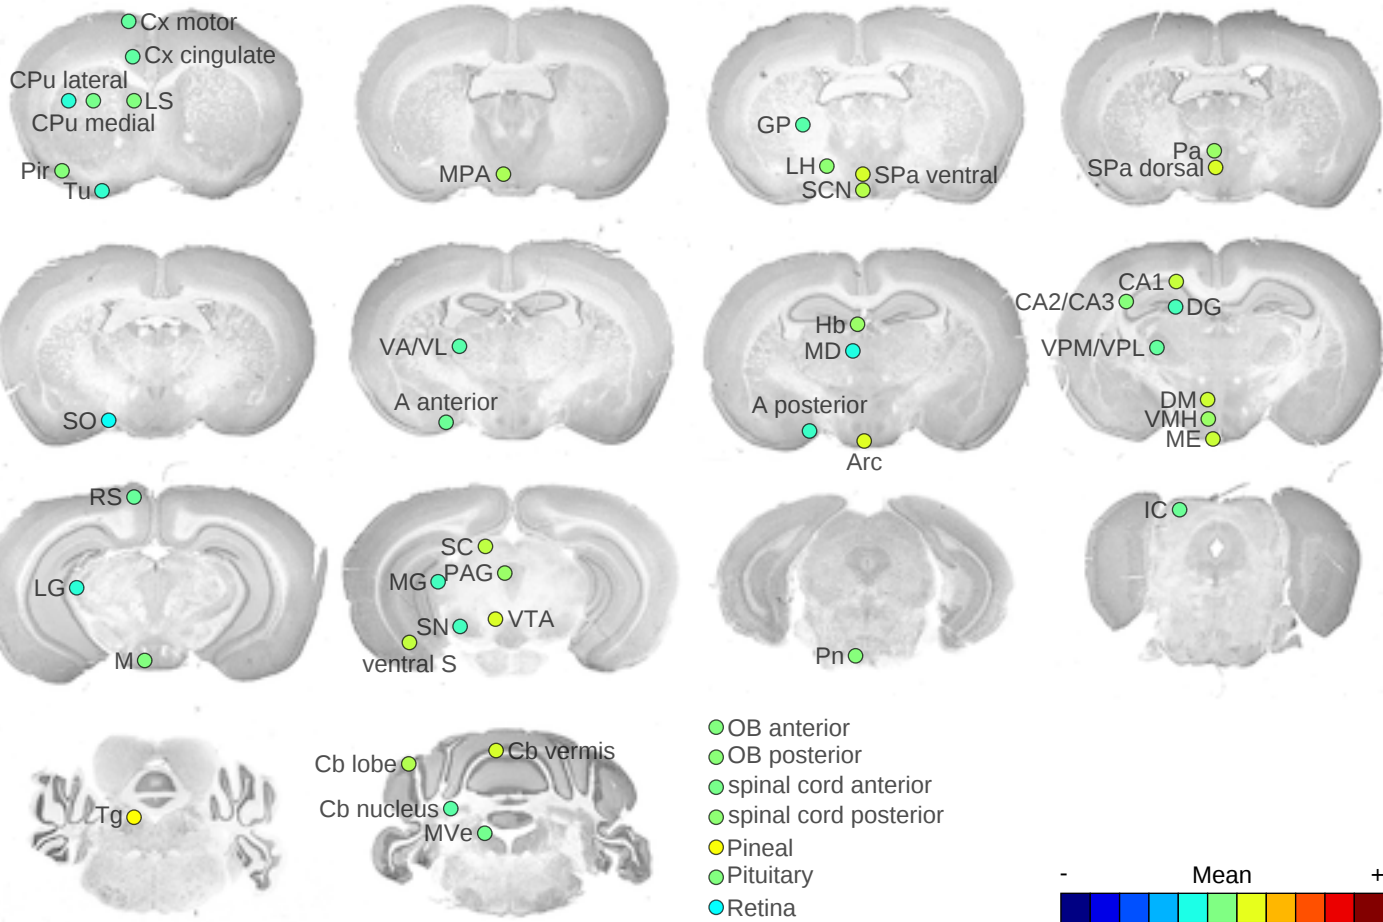 Cx motor
Cx cingulate
CPu lateral
LS
CPu medial
Pir
Tu
MPA
GP
LH
SPa ventral
SCN
Pa
SPa dorsal
SO
VA/VL
A anterior
Hb
MD
A posterior
Arc
CA1
CA2/CA3
DG
VPM/VPL
DM
VMH
ME
RS
LG
M
SC
PAG
MG
SN
VTA
ventral S
Pn
IC
Tg
Cb vermis
Cb lobe
Cb nucleus
MVe
OB anterior
OB posterior
spinal cord anterior
spinal cord posterior
Pineal
Pituitary
Retina
- Mean +